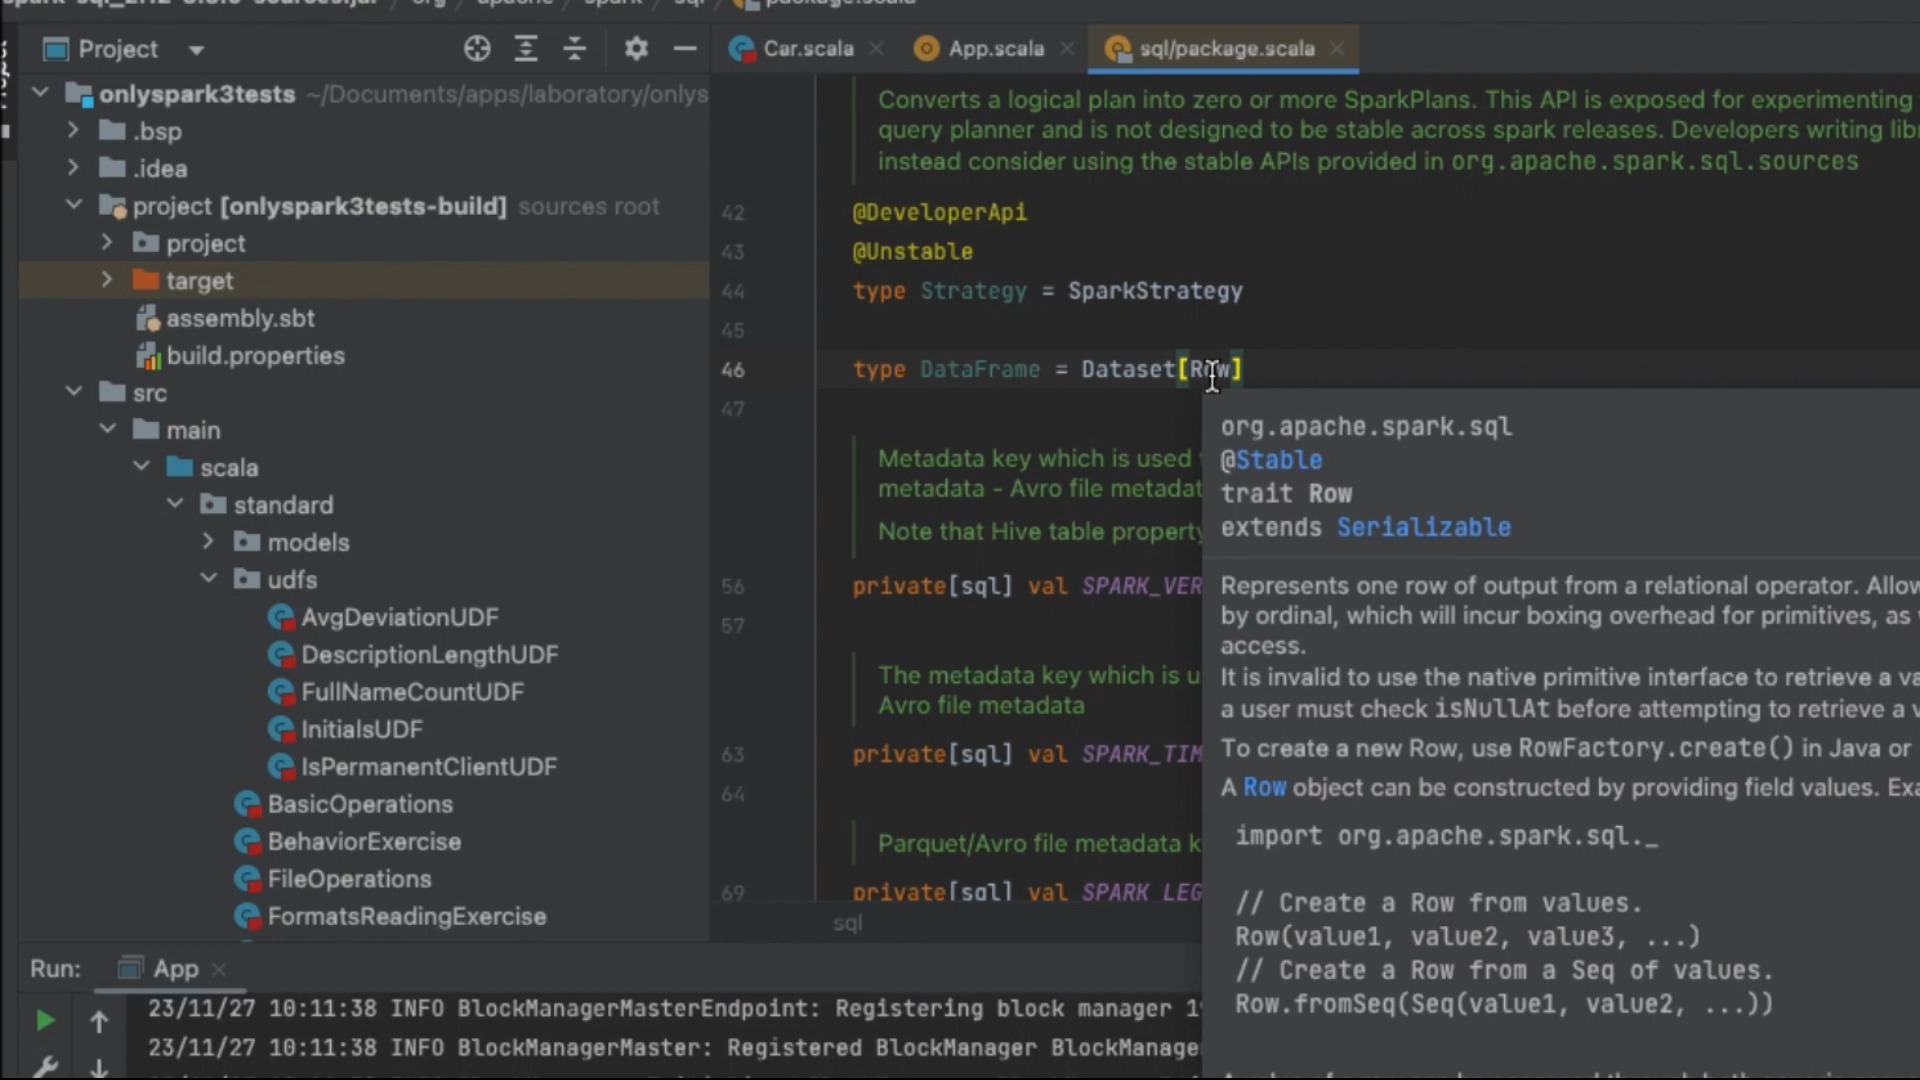 Project
onlyspark3tests ~/Documents/apps/laboratory/onlys
.bsp
.idea
project [onlyspark3tests-build] sources root
project
target
assembly.sbt
build.properties
src
main
scala
standard
models
udfs
AvgDeviationUDF
DescriptionLengthUDF
FullNameCountUDF
InitialsUDF
IsPermanentClientUDF
BasicOperations
BehaviorExercise
FileOperations
FormatsReadingExercise
Car.scala
App.scala
sql/package.scala
Converts a logical plan into zero or more SparkPlans. This API is exposed for experimenting
query planner and is not designed to be stable across spark releases. Developers writing lib
instead consider using the stable APIs provided in org.apache.spark.sql.sources
42 @DeveloperApi
43 @Unstable
44 type Strategy = SparkStrategy
45
46 type DataFrame = Dataset[Row]
47
Metadata key which is used
metadata - Avro file metadat
Note that Hive table property
56 private[sql] val SPARK_VER
57
The metadata key which is u
Avro file metadata
63 private[sql] val SPARK_TIM
64
Parquet/Avro file metadata k
69 private[sql] val SPARK_LEG
sql
org.apache.spark.sql
@Stable
trait Row
extends Serializable
Represents one row of output from a relational operator. Allow
by ordinal, which will incur boxing overhead for primitives, as
access.
It is invalid to use the native primitive interface to retrieve a va
a user must check isNullAt before attempting to retrieve a v
To create a new Row, use RowFactory.create() in Java or
A Row object can be constructed by providing field values. Exa
import org.apache.spark.sql._
// Create a Row from values.
Row(value1, value2, value3, ...)
// Create a Row from a Seq of values.
Row.fromSeq(Seq(value1, value2, ...))
Run: App
23/11/27 10:11:38 INFO BlockManagerMasterEndpoint: Registering block manager 19
23/11/27 10:11:38 INFO BlockManagerMaster: Registered BlockManager BlockManage